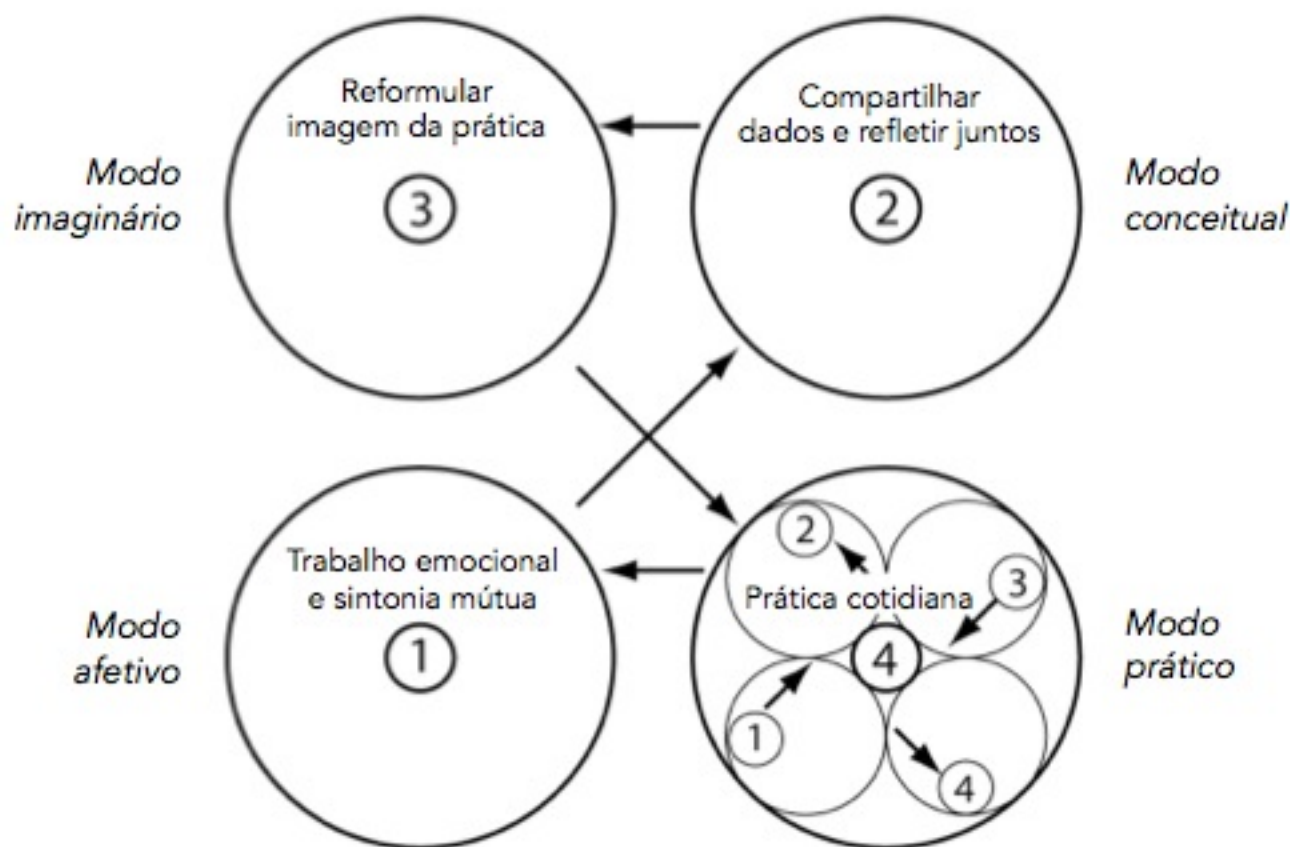 Reformular
imagem da prática
3
Modo
imaginário
Compartilhar
dados e refletir juntos
2
Modo
conceitual
Trabalho emocional
e sintonia mútua
1
Modo
afetivo
2
3
Prática cotidiana
4
1
4
Modo
prático